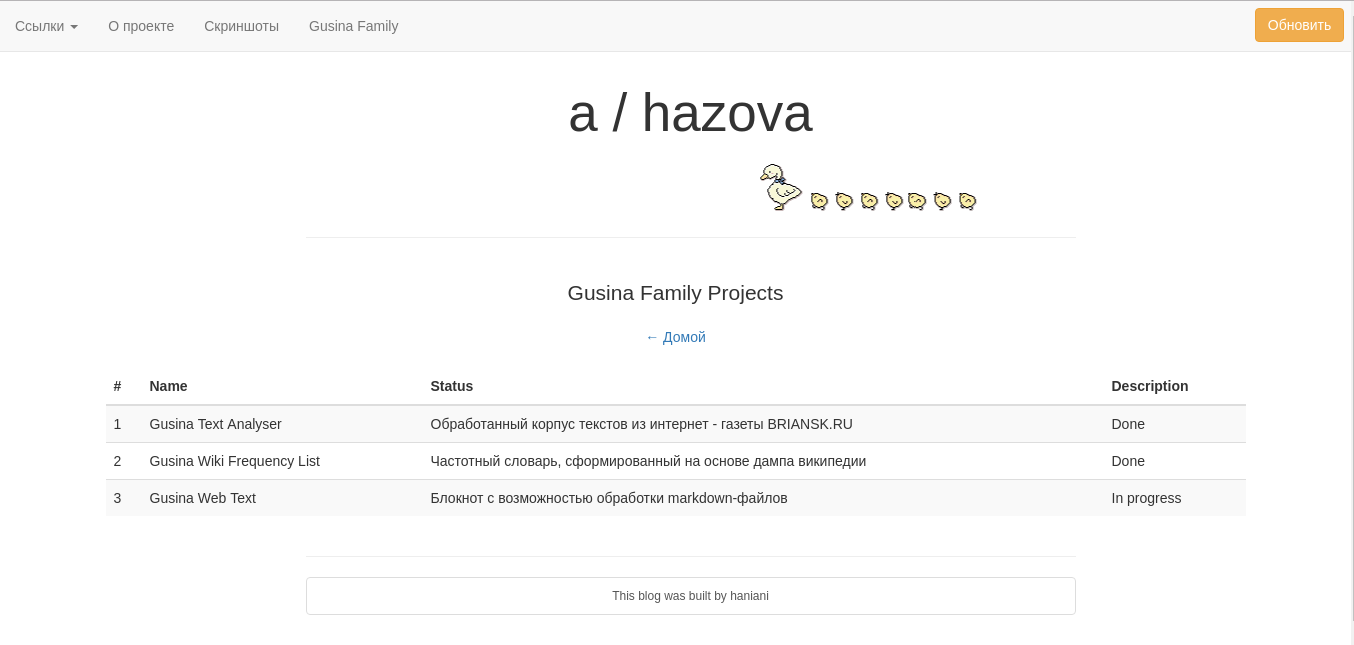 Ссылки О проекте Скриншоты Gusina Family Обновить
a / hazova
Gusina Family Projects
← Домой
# Name Status Description
1 Gusina Text Analyser Обработанный корпус текстов из интернет - газеты BRIANSK.RU Done
2 Gusina Wiki Frequency List Частотный словарь, сформированный на основе дампа википедии Done
3 Gusina Web Text Блокнот с возможностью обработки markdown-файлов In progress
This blog was built by haniani